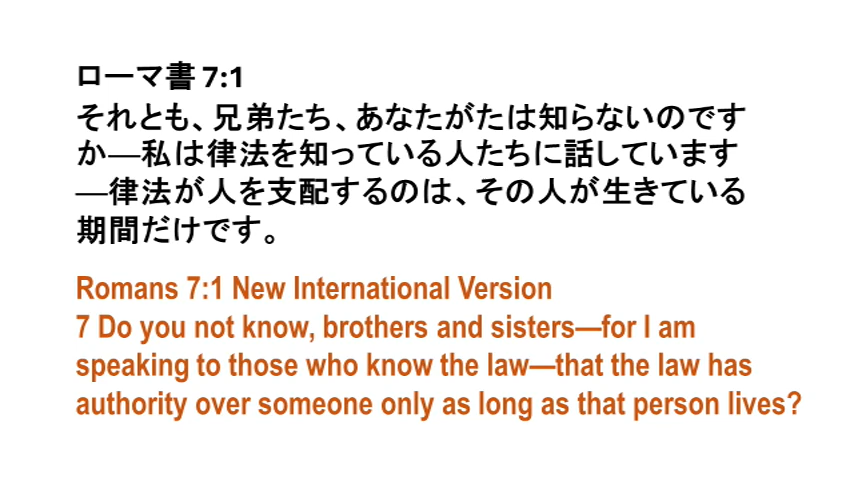 ローマ書 7:1
それとも、兄弟たち、あなたがたは知らないのです
か―私は律法を知っている人たちに話しています
―律法が人を支配するのは、その人が生きている
期間だけです。
Romans 7:1 New International Version
7 Do you not know, brothers and sisters—for I am
speaking to those who know the law—that the law has
authority over someone only as long as that person lives?